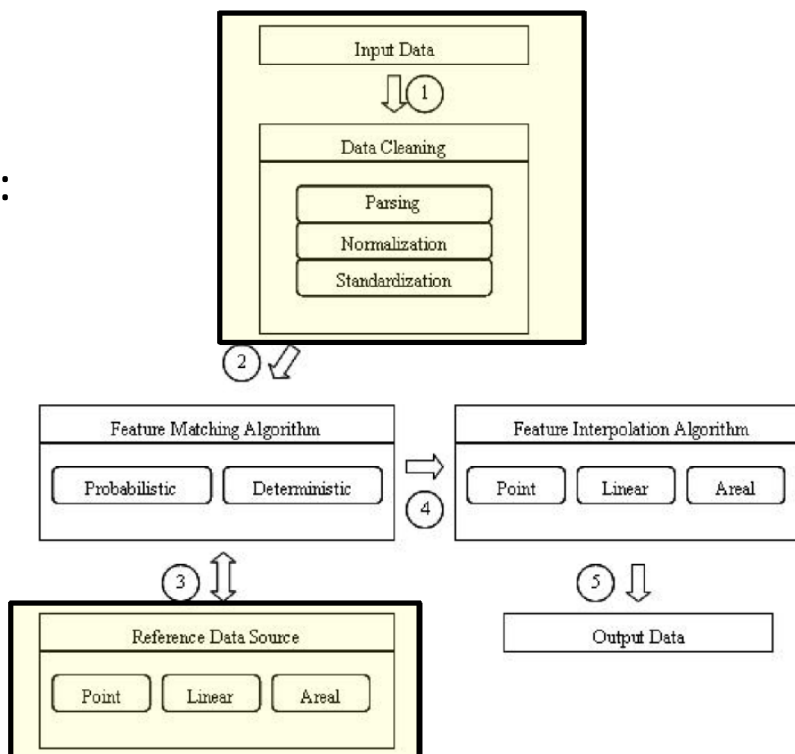 Input Data
1
:
Data Cleaning
Parsing
Normalization
Standardization
2
Feature Matching Algorithm
Probabilistic Deterministic
4
Feature Interpolation Algorithm
Point Linear Areal
3
Reference Data Source
Point Linear Areal
5
Output Data